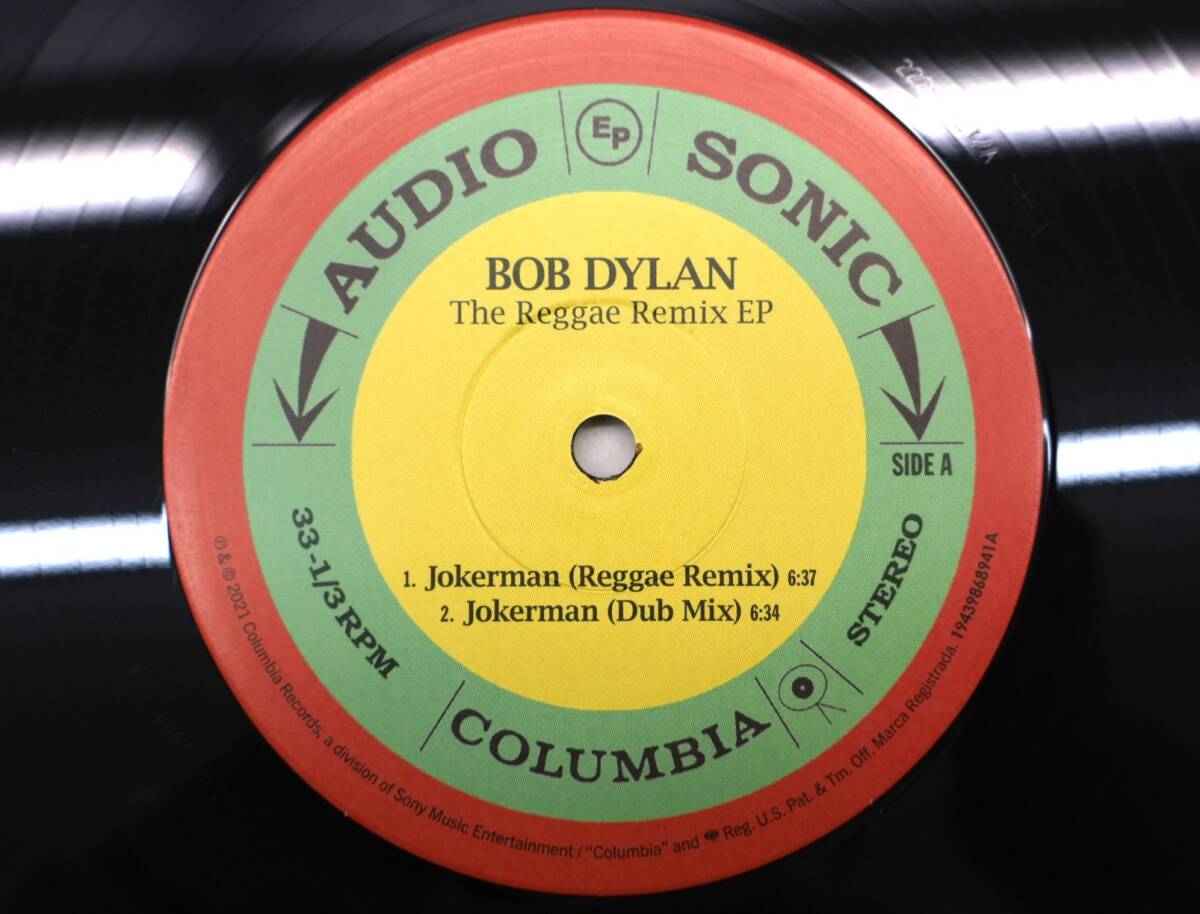 AUDIO EP SONIC
BOB DYLAN
The Reggae Remix EP
SIDE A
33-1/3 RPM
STEREO
1. Jokerman (Reggae Remix) 6:37
2. Jokerman (Dub Mix) 6:34
COLUMBIA
℗ & © 2021 Columbia Records, a division of Sony Music Entertainment / "Columbia" and Reg. U.S. Pat. & Tm. Off. Marca Registrada. 19439868941A